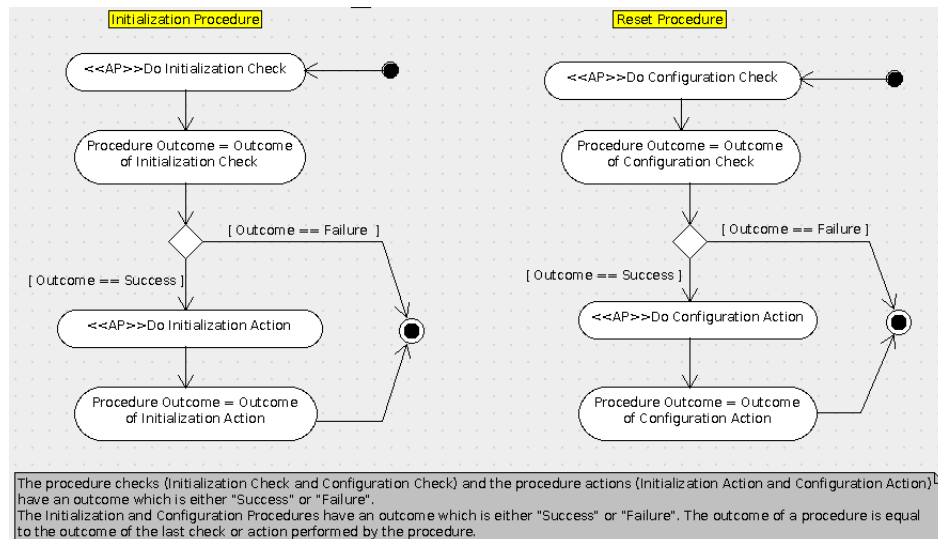 Initialization Procedure
<<AP>>Do Initialization Check
Procedure Outcome = Outcome
of Initialization Check
[ Outcome == Failure ]
[ Outcome == Success ]
<<AP>>Do Initialization Action
Procedure Outcome = Outcome
of Initialization Action
Reset Procedure
<<AP>>Do Configuration Check
Procedure Outcome = Outcome
of Configuration Check
[ Outcome == Failure ]
[ Outcome == Success ]
<<AP>>Do Configuration Action
Procedure Outcome = Outcome
of Configuration Action
The procedure checks (Initialization Check and Configuration Check) and the procedure actions (Initialization Action and Configuration Action)
have an outcome which is either "Success" or "Failure".
The Initialization and Configuration Procedures have an outcome which is either "Success" or "Failure". The outcome of a procedure is equal
to the outcome of the last check or action performed by the procedure.